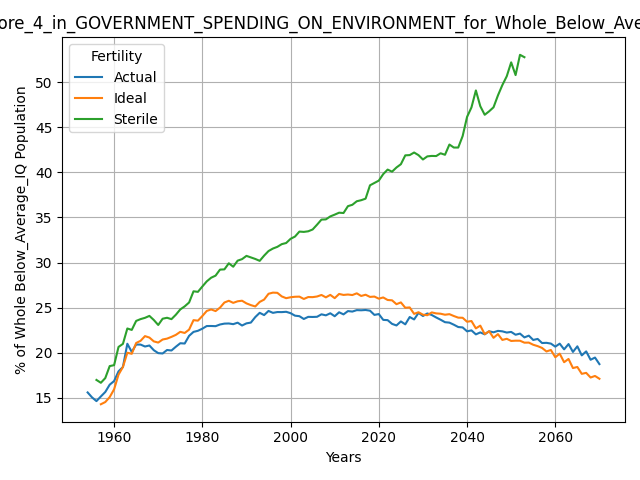 ore_4_in_GOVERNMENT_SPENDING_ON_ENVIRONMENT_for_Whole_Below_Ave
Fertility
Actual
Ideal
Sterile
% of Whole Below_Average_IQ Population
50
45
40
35
30
25
20
15
1960
1980
2000
2020
2040
2060
Years